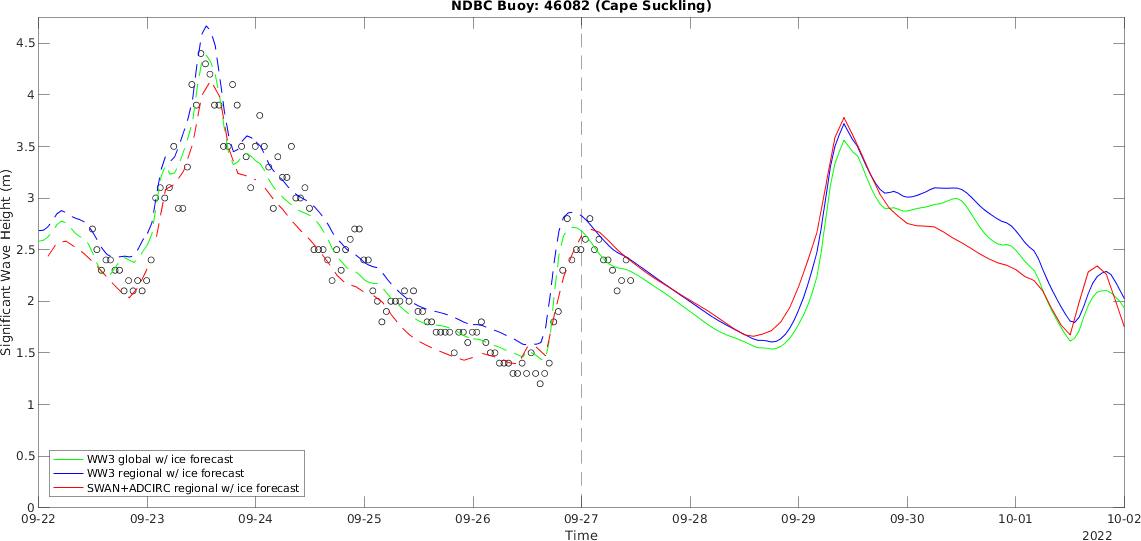 NDBC Buoy: 46082 (Cape Suckling)
Significant Wave Height (m)
4.5
4
3.5
3
2.5
2
1.5
1
0.5
0
WW3 global w/ ice forecast
WW3 regional w/ ice forecast
SWAN+ADCIRC regional w/ ice forecast
09-22 09-23 09-24 09-25 09-26 09-27 09-28 09-29 09-30 10-01 10-02
Time
2022